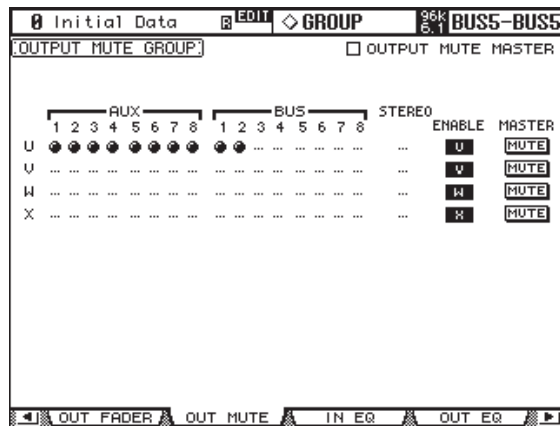 0 Initial Data R EDIT GROUP 96k 6.1 BUS5-BUS5
OUTPUT MUTE GROUP
OUTPUT MUTE MASTER
AUX BUS STEREO
1 2 3 4 5 6 7 8 1 2 3 4 5 6 7 8 ENABLE MASTER
U U MUTE
V V MUTE
W W MUTE
X X MUTE
OUT FADER OUT MUTE IN EQ OUT EQ